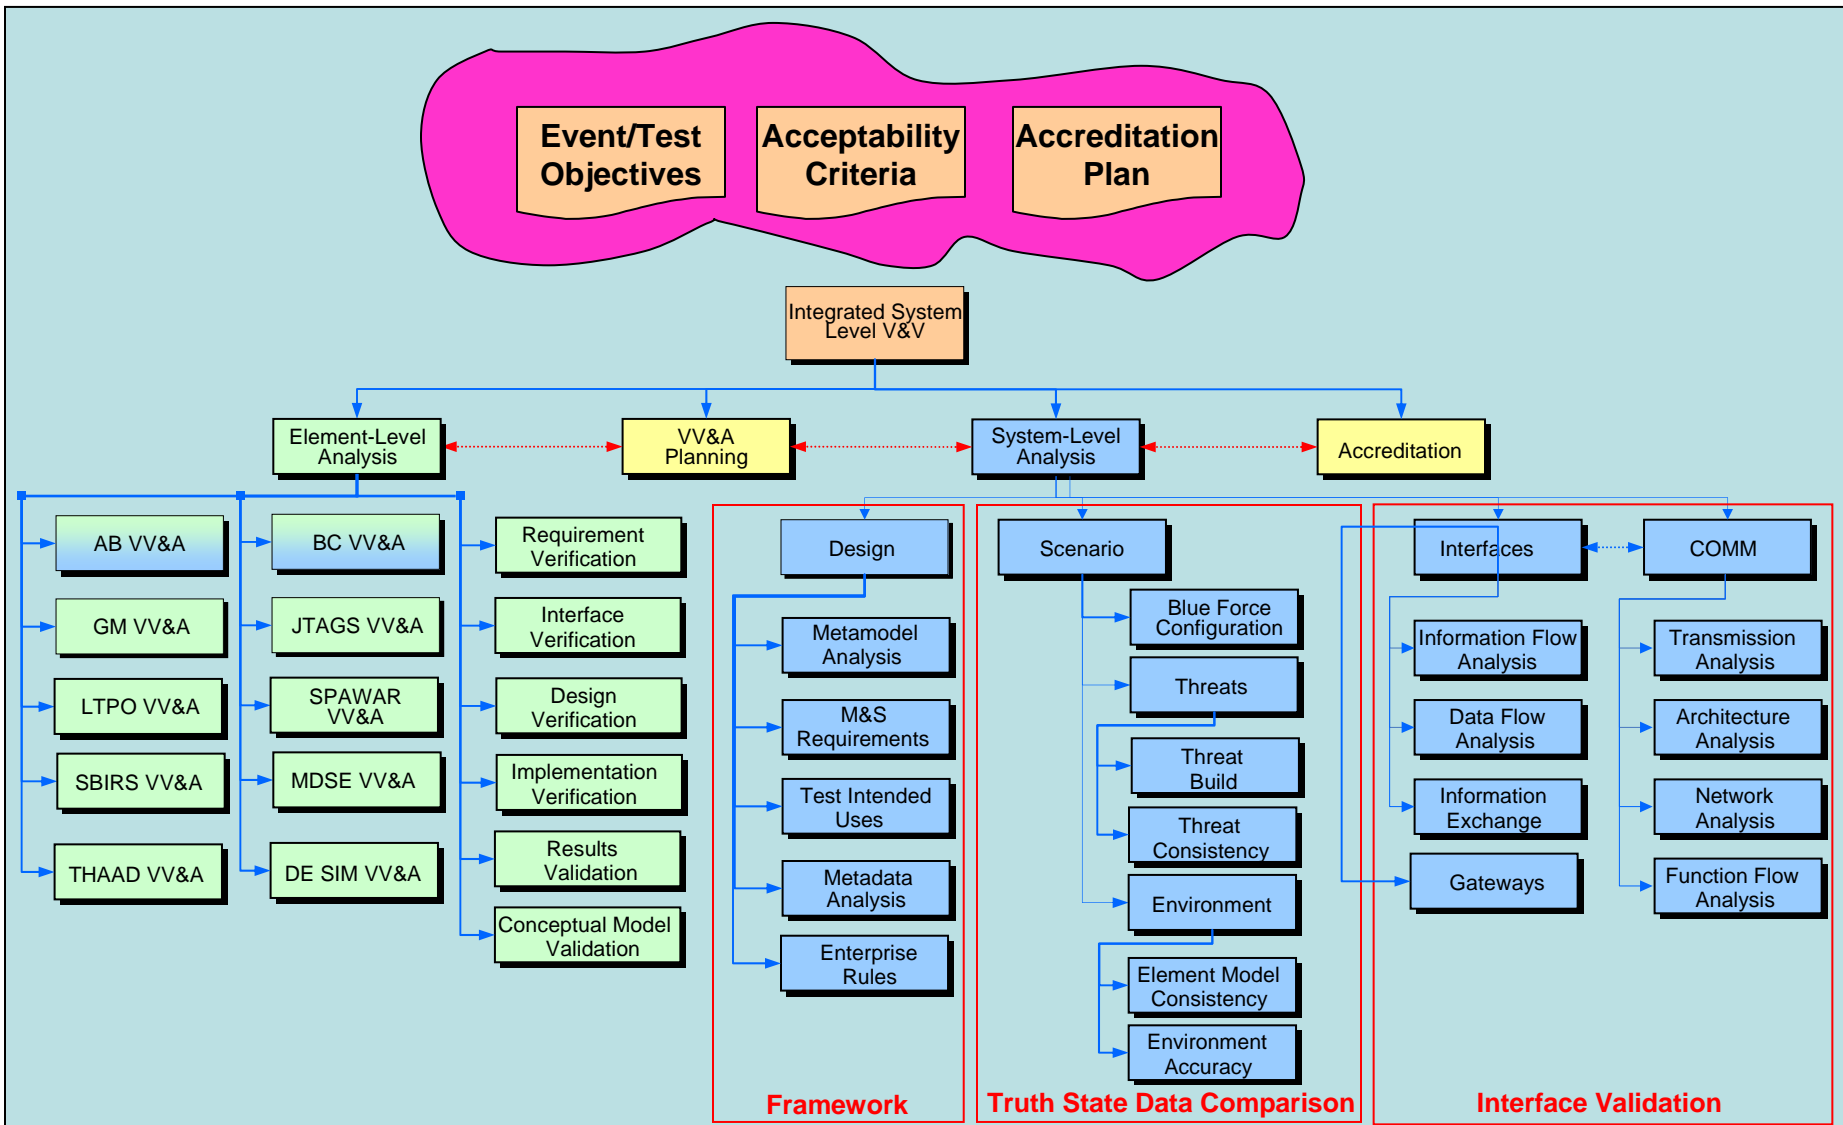 Event/Test
Objectives
Acceptability
Criteria
Accreditation
Plan
Integrated System
Level V&V
Element-Level
Analysis
VV&A
Planning
System-Level
Analysis
Accreditation
AB VV&A
GM VV&A
LTPO VV&A
SBIRS VV&A
THAAD VV&A
BC VV&A
JTAGS VV&A
SPAWAR
VV&A
MDSE VV&A
DE SIM VV&A
Requirement
Verification
Interface
Verification
Design
Verification
Implementation
Verification
Results
Validation
Conceptual Model
Validation
Design
Metamodel
Analysis
M&S
Requirements
Test Intended
Uses
Metadata
Analysis
Enterprise
Rules
Framework
Scenario
Blue Force
Configuration
Threats
Threat
Build
Threat
Consistency
Environment
Element Model
Consistency
Environment
Accuracy
Truth State Data Comparison
Interfaces
Information Flow
Analysis
Data Flow
Analysis
Information
Exchange
Gateways
COMM
Transmission
Analysis
Architecture
Analysis
Network
Analysis
Function Flow
Analysis
Interface Validation